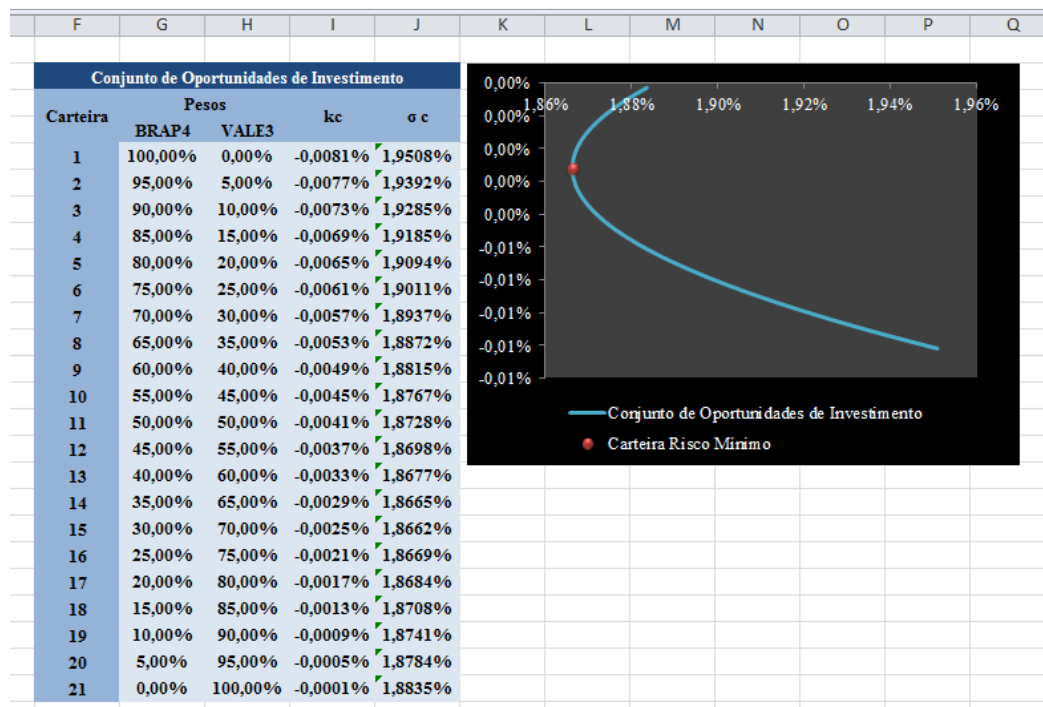 F G H I J K L M N O P Q
Conjunto de Oportunidades de Investimento
Carteira Pesos kc σ c
BRAP4 VALE3
1 100,00% 0,00% -0,0081% 1,9508%
2 95,00% 5,00% -0,0077% 1,9392%
3 90,00% 10,00% -0,0073% 1,9285%
4 85,00% 15,00% -0,0069% 1,9185%
5 80,00% 20,00% -0,0065% 1,9094%
6 75,00% 25,00% -0,0061% 1,9011%
7 70,00% 30,00% -0,0057% 1,8937%
8 65,00% 35,00% -0,0053% 1,8872%
9 60,00% 40,00% -0,0049% 1,8815%
10 55,00% 45,00% -0,0045% 1,8767%
11 50,00% 50,00% -0,0041% 1,8728%
12 45,00% 55,00% -0,0037% 1,8698%
13 40,00% 60,00% -0,0033% 1,8677%
14 35,00% 65,00% -0,0029% 1,8665%
15 30,00% 70,00% -0,0025% 1,8662%
16 25,00% 75,00% -0,0021% 1,8669%
17 20,00% 80,00% -0,0017% 1,8684%
18 15,00% 85,00% -0,0013% 1,8708%
19 10,00% 90,00% -0,0009% 1,8741%
20 5,00% 95,00% -0,0005% 1,8784%
21 0,00% 100,00% -0,0001% 1,8835%
0,00%
1,86% 1,88% 1,90% 1,92% 1,94% 1,96%
0,00%
0,00%
0,00%
0,00%
-0,01%
-0,01%
-0,01%
-0,01%
-0,01%
Conjunto de Oportunidades de Investimento
Carteira Risco Mínimo